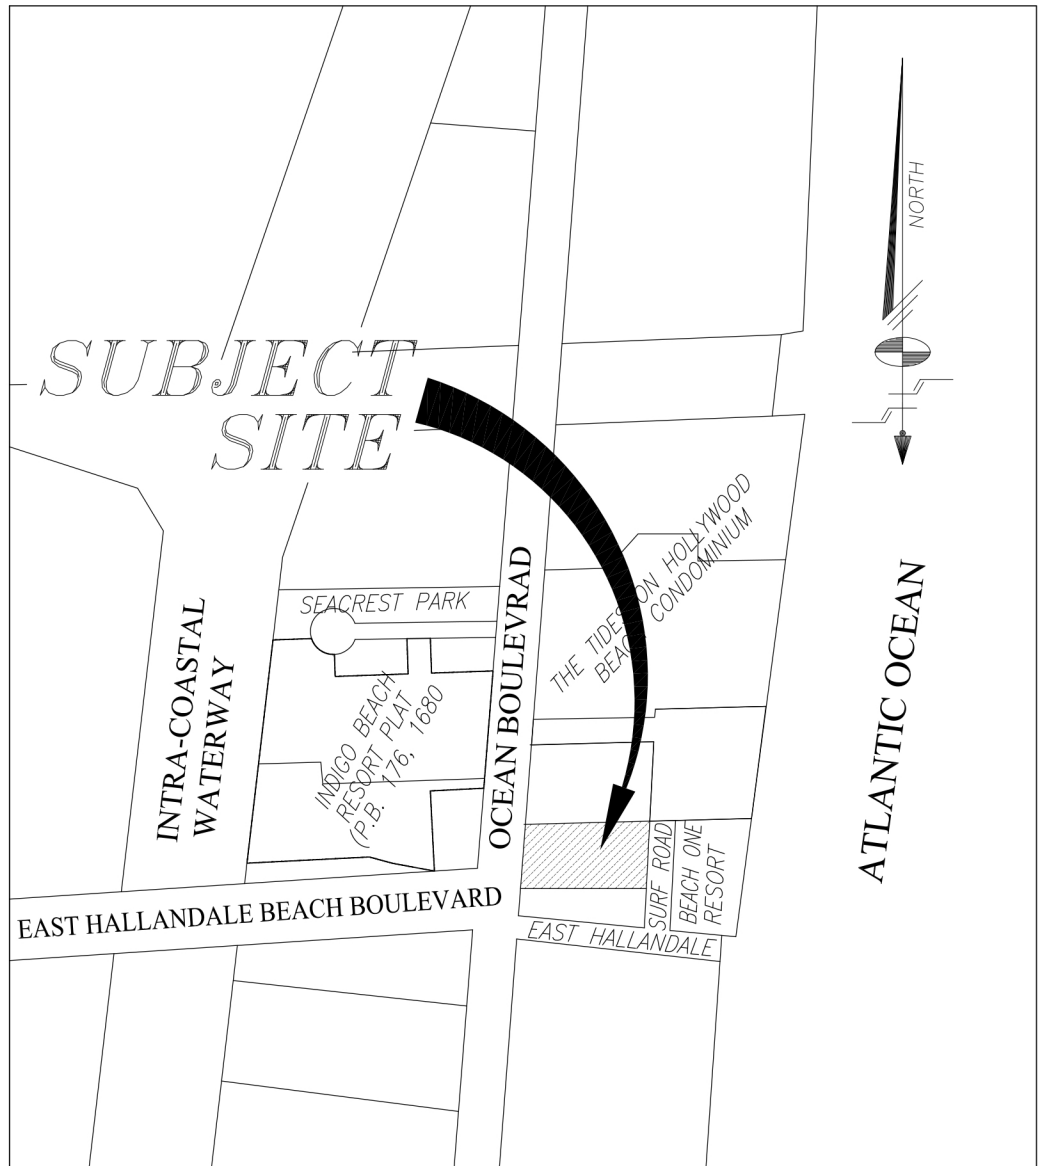 NORTH
SUBJECT
SITE
THE TIDES ON HOLLYWOOD
BEACH CONDOMINIUM
SEACREST PARK
OCEAN BOULEVRAD
ATLANTIC OCEAN
INTRA-COASTAL
WATERWAY
INDIGO BEACH
RESORT PLAT
(P.B. 176, 1680
SURF ROAD
BEACH ONE
RESORT
EAST HALLANDALE BEACH BOULEVARD
EAST HALLANDALE